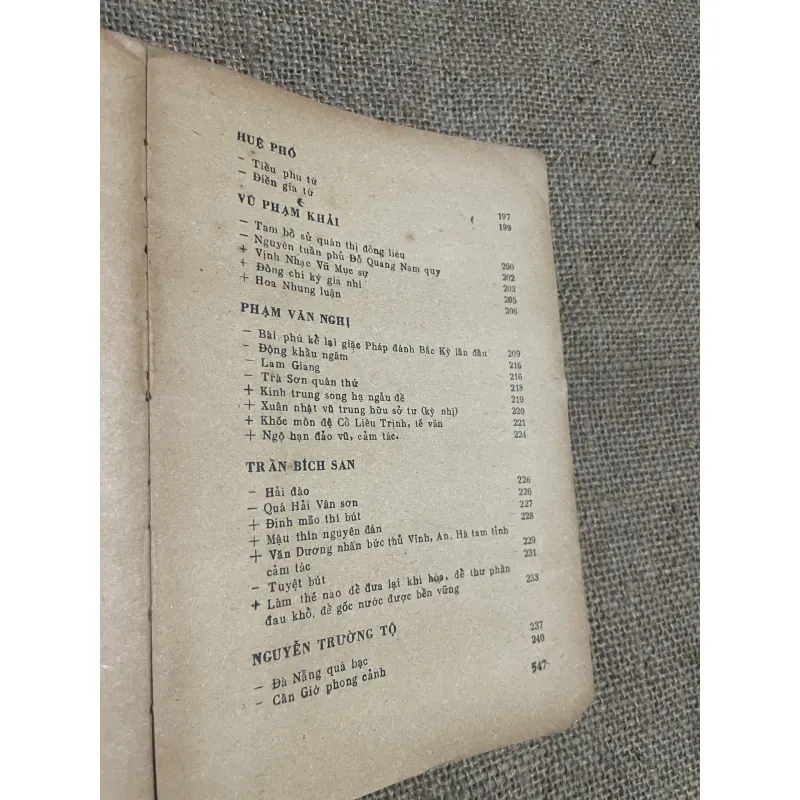 HUỆ PHỐ
— Tiều phu từ 197
— Điền gia từ 199
VŨ PHẠM KHẢI
— Tam bồ sử quán thị đồng liêu 200
— Nguyên tuần phủ Đỗ Quang Nam quy 202
+ Vịnh Nhạc Vũ Mục sự 203
+ Đông chí kỳ gia nhi 205
+ Hoa Nhung luận 206
PHẠM VĂN NGHỊ
— Bài phú kể lại giặc Pháp đánh Bắc Kỳ lần đầu 209
— Động khẩu ngâm 216
— Lam Giang 216
— Trà Sơn quân thứ 218
+ Kinh trung song hạ ngẫu đề 219
+ Xuân nhật vũ trung hữu sở tư (kỳ nhị) 220
+ Khốc môn đệ Cồ Liêu Trịnh, tế văn 221
+ Ngộ hạn đảo vũ, cảm tác. 224
TRẦN BÍCH SAN
— Hải đào 226
— Quá Hải Vân sơn 226
+ Đinh mão thí bút 227
+ Mậu thìn nguyên đán 228
+ Văn Dương nhân bức thủ Vĩnh, An, Hà tam tỉnh
cảm tác 229
— Tuyệt bút 231
+ Làm thế nào để đưa lại khí hòa, để thư phần
đau khổ, để gốc nước được bền vững 233
NGUYỄN TRƯỜNG TỘ
— Đà Nẵng quá bạc 237
— Cần Giờ phong cảnh 240
547